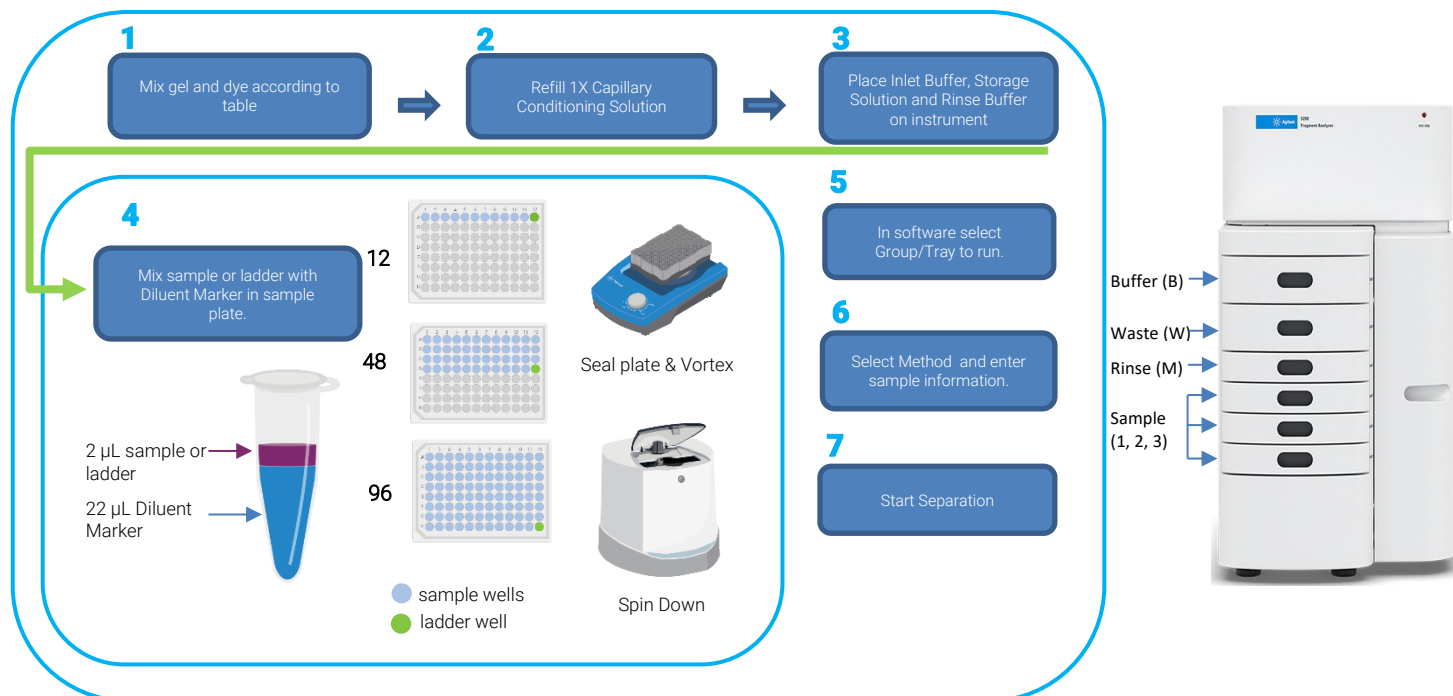 1
Mix gel and dye according to
table
2
Refill 1X Capillary
Conditioning Solution
3
Place Inlet Buffer, Storage
Solution and Rinse Buffer
on instrument
4
Mix sample or ladder with
Diluent Marker in sample
plate.
2 µL sample or
ladder
22 µL Diluent
Marker
12
48
96
sample wells
ladder well
Seal plate & Vortex
Spin Down
5
In software select
Group/Tray to run.
6
Select Method and enter
sample information.
7
Start Separation
Agilent
Fragment Analyzer
Buffer (B)
Waste (W)
Rinse (M)
Sample
(1, 2, 3)